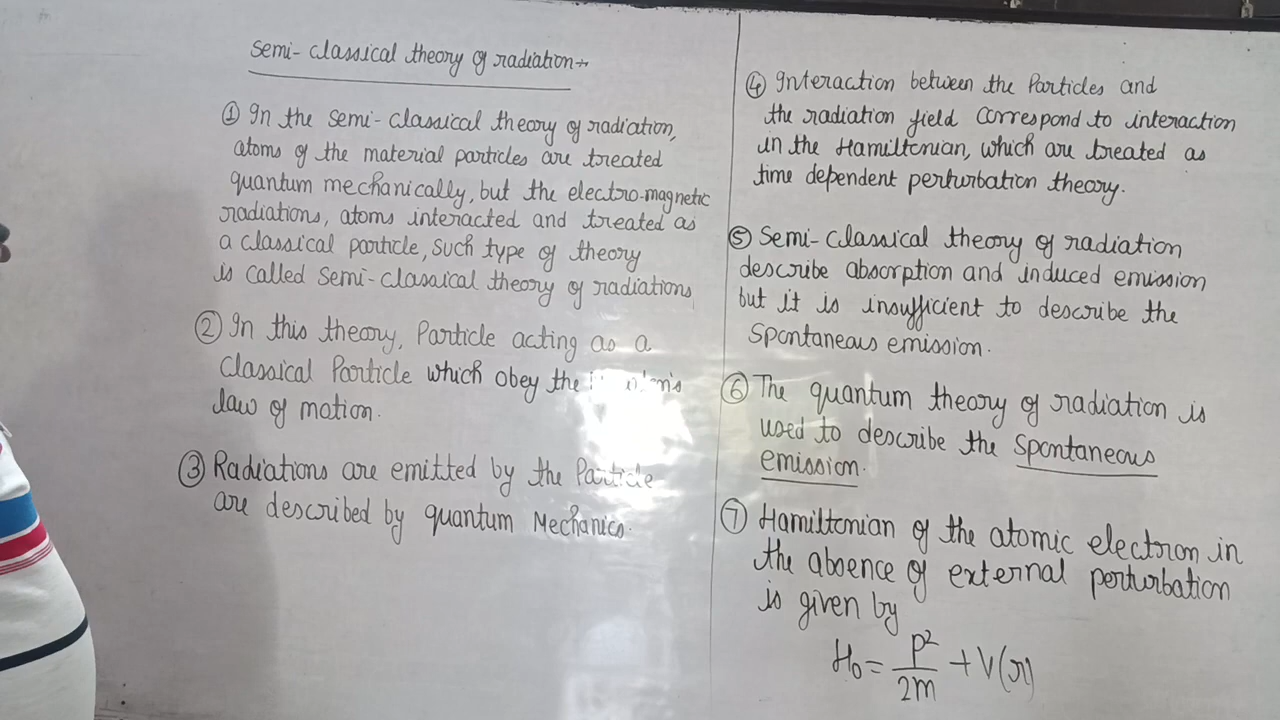 Semi-classical theory of radiation→
① In the semi-classical theory of radiation,
atoms of the material particles are treated
quantum mechanically, but the electro-magnetic
radiations, atoms interacted and treated as
a classical particle, such type of theory
is called semi-classical theory of radiations
② In this theory, Particle acting as a
classical Particle which obey the
law of motion.
③ Radiations are emitted by the Particle
are described by quantum Mechanics.
④ Interaction between the Particles and
the radiation field correspond to interaction
in the Hamiltonian, which are treated as
time dependent perturbation theory.
⑤ Semi-classical theory of radiation
describe absorption and induced emission
but it is insufficient to describe the
Spontaneous emission.
⑥ The quantum theory of radiation is
used to describe the Spontaneous
emission.
⑦ Hamiltonian of the atomic electron in
the absence of external perturbation
is given by
H₀ = P²/2m + V(r)